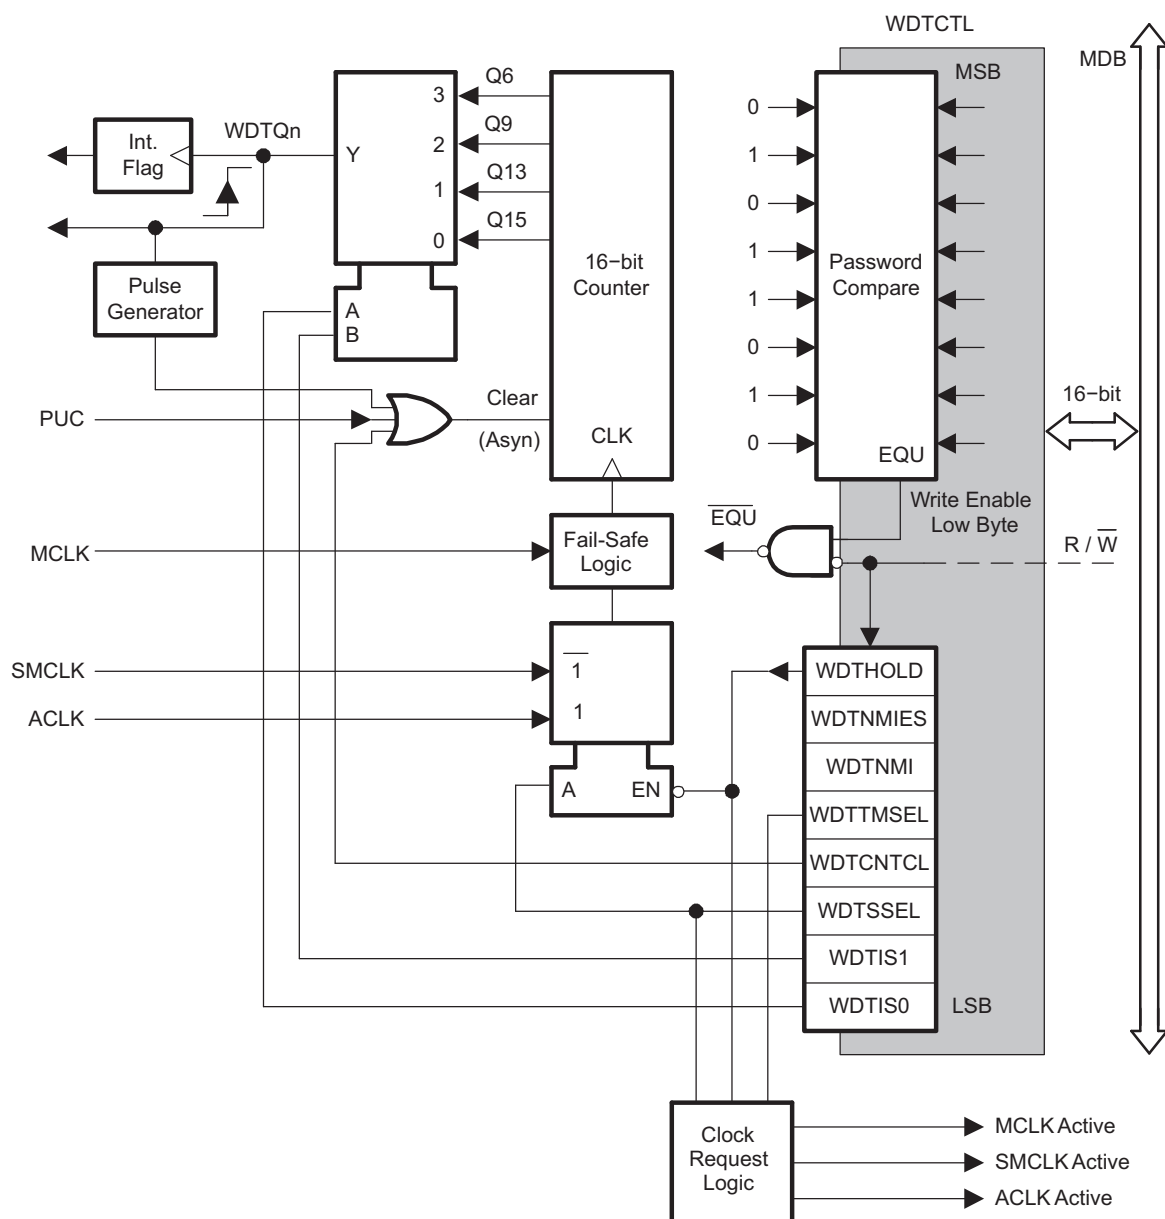 WDTCTL
MDB
MSB
Q6
3
Q9
2
Q13
1
Q15
0
Y
WDTQn
Int.
Flag
Pulse
Generator
A
B
16−bit
Counter
CLK
Clear
(Asyn)
PUC
0
1
0
1
1
0
1
0
Password
Compare
EQU
16−bit
Write Enable
Low Byte
EQU
R / W
MCLK
Fail-Safe
Logic
SMCLK
1
ACLK
1
A
EN
WDTHOLD
WDTNMIES
WDTNMI
WDTTMSEL
WDTCNTCL
WDTSSEL
WDTIS1
WDTIS0
LSB
Clock
Request
Logic
MCLK Active
SMCLK Active
ACLK Active